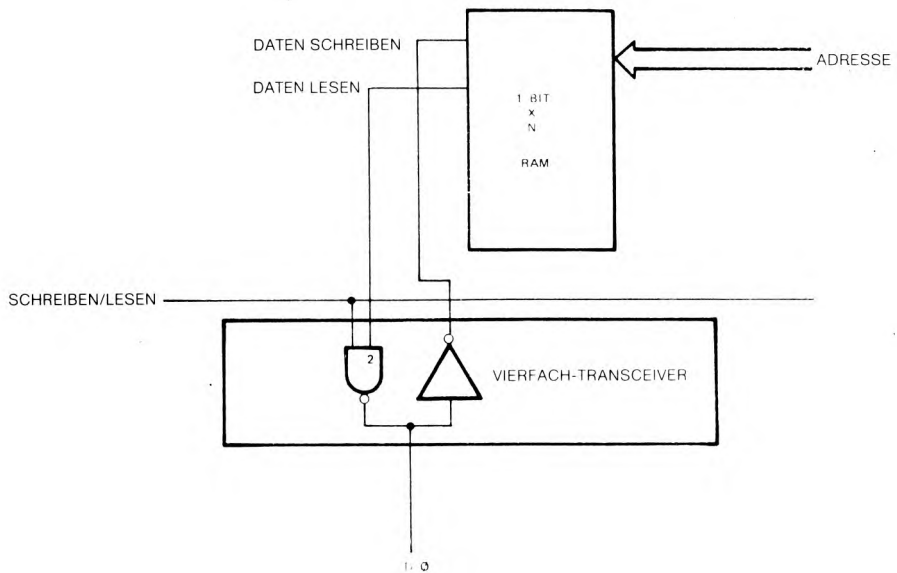 DATEN SCHREIBEN
ADRESSE
DATEN LESEN
1 BIT
X
N
RAM
SCHREIBEN/LESEN
2
VIERFACH-TRANSCEIVER